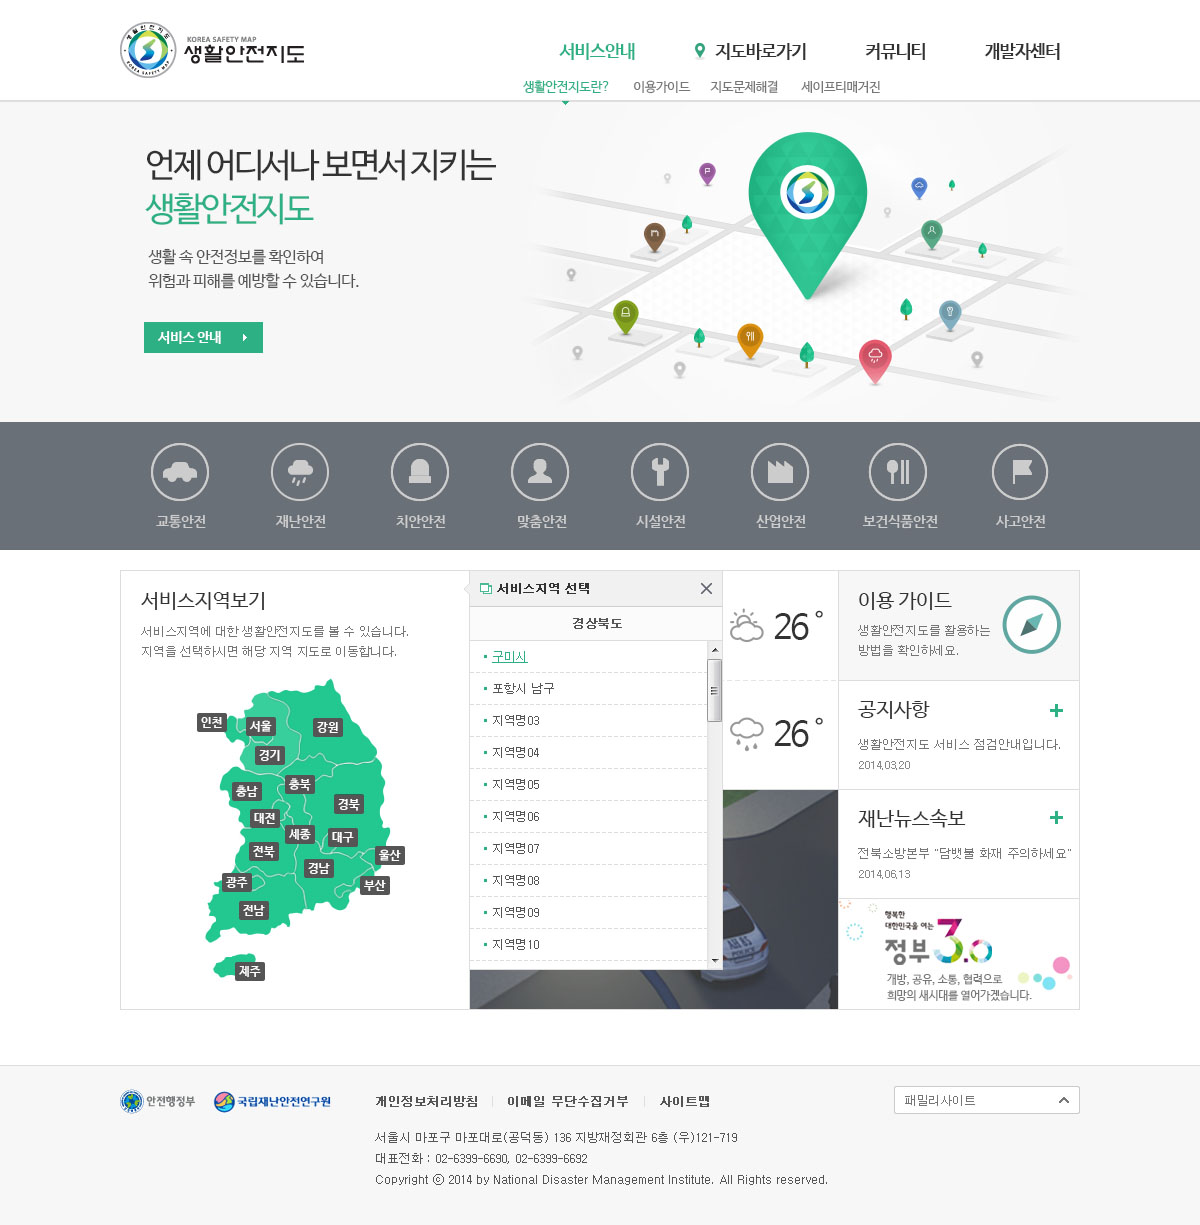 KOREA SAFETY MAP
생활안전지도
서비스안내
지도바로가기
커뮤니티
개발자센터
생활안전지도란?
이용가이드
지도문제해결
세이프티매거진
언제 어디서나 보면서 지키는
생활안전지도
생활 속 안전정보를 확인하여
위험과 피해를 예방할 수 있습니다.
서비스 안내
교통안전
재난안전
치안안전
맞춤안전
시설안전
산업안전
보건식품안전
사고안전
서비스지역보기
서비스지역에 대한 생활안전지도를 볼 수 있습니다.
지역을 선택하시면 해당 지역 지도로 이동합니다.
인천
서울
강원
경기
충남
충북
경북
대전
세종
대구
전북
울산
경남
광주
부산
전남
제주
서비스지역 선택
경상북도
구미시
포항시 남구
지역명03
지역명04
지역명05
지역명06
지역명07
지역명08
지역명09
지역명10
26°
26°
이용 가이드
생활안전지도를 활용하는
방법을 확인하세요.
공지사항
생활안전지도 서비스 점검안내입니다.
2014.03.20
재난뉴스속보
전북소방본부 "담뱃불 화재 주의하세요"
2014.06.13
행복한
대한민국을 여는
정부3.0
개방, 공유, 소통, 협력으로
희망의 새시대를 열어가겠습니다.
안전행정부
국립재난안전연구원
개인정보처리방침
이메일 무단수집거부
사이트맵
패밀리사이트
서울시 마포구 마포대로(공덕동) 136 지방재정회관 6층 (우)121-719
대표전화 : 02-6399-6690, 02-6399-6692
Copyright ⓒ 2014 by National Disaster Management Institute. All Rights reserved.